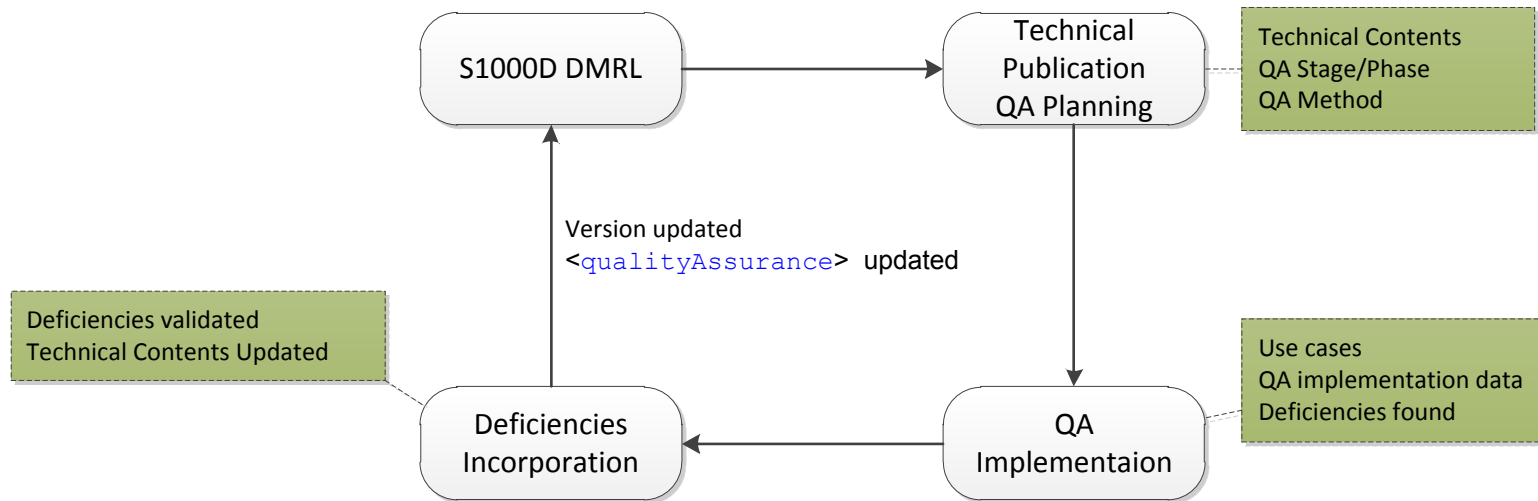 S1000D DMRL
Technical
Publication
QA Planning
Technical Contents
QA Stage/Phase
QA Method
Version updated
<qualityAssurance> updated
Deficiencies validated
Technical Contents Updated
Use cases
QA implementation data
Deficiencies found
Deficiencies
Incorporation
QA
Implementaion